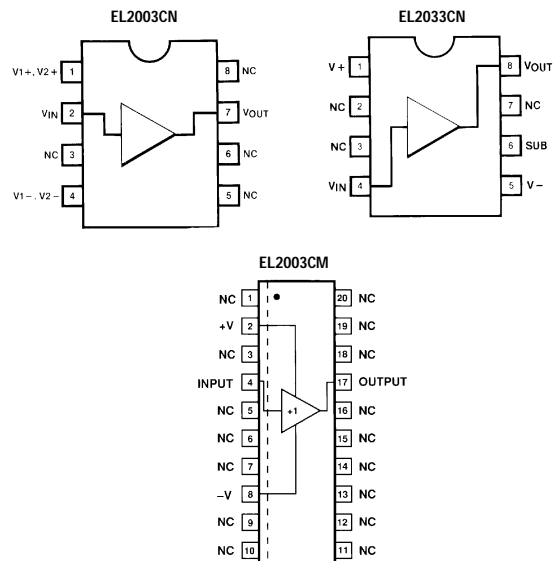 EL2003CN
V1+, V2+ 1
8 NC
VIN 2
7 VOUT
NC 3
6 NC
V1−, V2− 4
5 NC
EL2033CN
V+ 1
8 VOUT
NC 2
7 NC
NC 3
6 SUB
VIN 4
5 V−
EL2003CM
NC 1
20 NC
+V 2
19 NC
NC 3
18 NC
INPUT 4
17 OUTPUT
NC 5
+1
16 NC
NC 6
15 NC
NC 7
14 NC
−V 8
13 NC
NC 9
12 NC
NC 10
11 NC